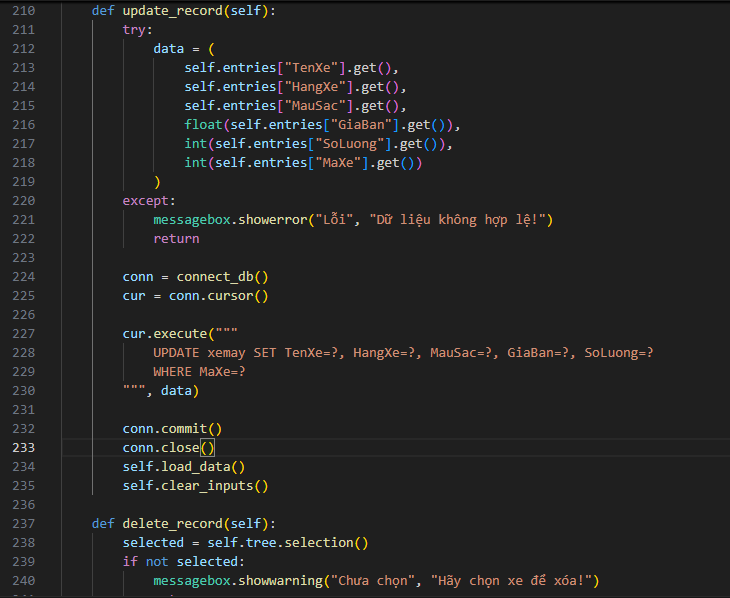 210 def update_record(self):
211 try:
212 data = (
213 self.entries["TenXe"].get(),
214 self.entries["HangXe"].get(),
215 self.entries["MauSac"].get(),
216 float(self.entries["GiaBan"].get()),
217 int(self.entries["SoLuong"].get()),
218 int(self.entries["MaXe"].get())
219 )
220 except:
221 messagebox.showerror("Lỗi", "Dữ liệu không hợp lệ!")
222 return
223
224 conn = connect_db()
225 cur = conn.cursor()
226
227 cur.execute("""
228 UPDATE xemay SET TenXe=?, HangXe=?, MauSac=?, GiaBan=?, SoLuong=?
229 WHERE MaXe=?
230 """, data)
231
232 conn.commit()
233 conn.close()
234 self.load_data()
235 self.clear_inputs()
236
237 def delete_record(self):
238 selected = self.tree.selection()
239 if not selected:
240 messagebox.showwarning("Chưa chọn", "Hãy chọn xe để xóa!")